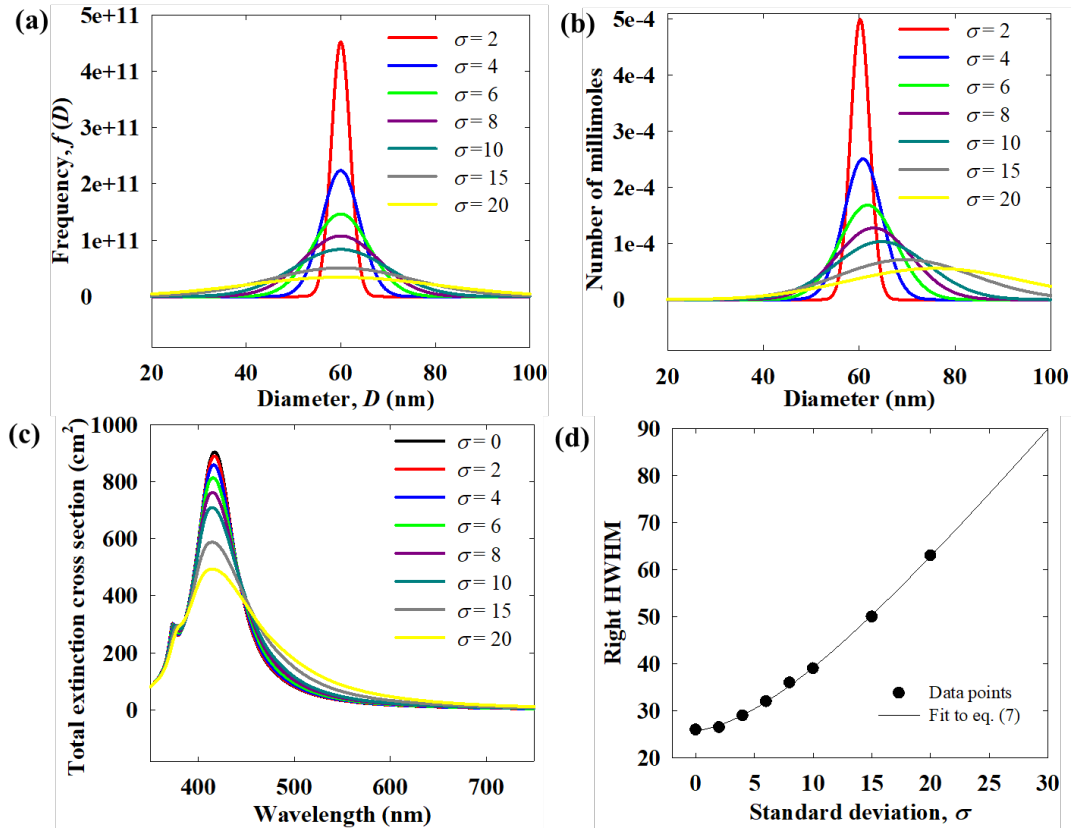 (a)
Frequency, f (D)
5e+11
4e+11
3e+11
2e+11
1e+11
0
σ = 2
σ = 4
σ = 6
σ = 8
σ =10
σ = 15
σ = 20
20 40 60 80 100
Diameter, D (nm)
(b)
Number of millimoles
5e-4
4e-4
3e-4
2e-4
1e-4
0
σ = 2
σ = 4
σ = 6
σ = 8
σ = 10
σ = 15
σ = 20
20 40 60 80 100
Diameter (nm)
(c)
Total extinction cross section (cm²)
1000
800
600
400
200
0
σ = 0
σ = 2
σ = 4
σ = 6
σ = 8
σ = 10
σ = 15
σ = 20
400 500 600 700
Wavelength (nm)
(d)
Right HWHM
90
80
70
60
50
40
30
20
Data points
Fit to eq. (7)
0 5 10 15 20 25 30
Standard deviation, σ